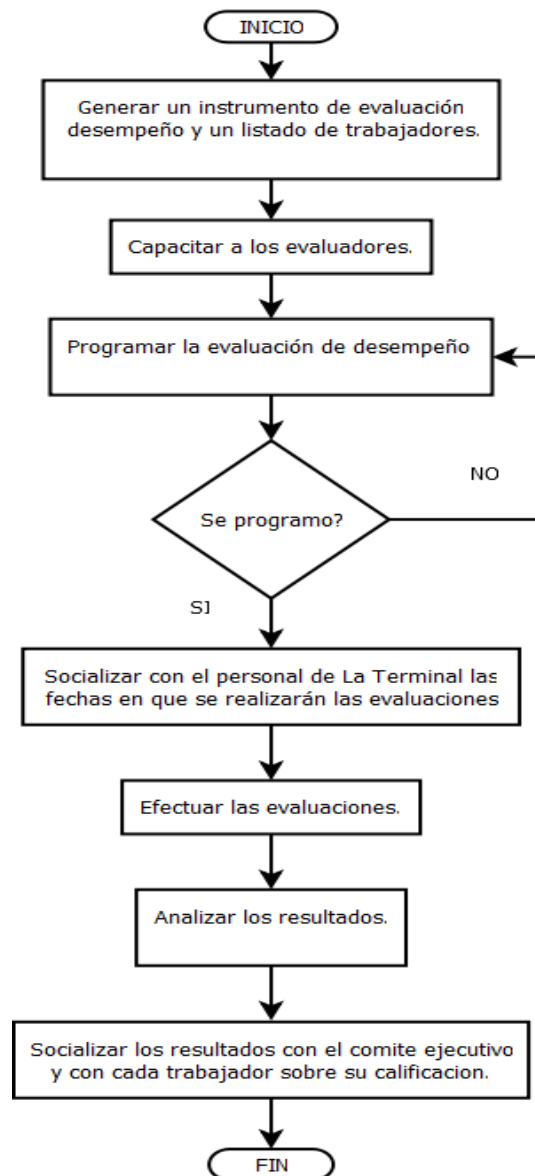 INICIO
Generar un instrumento de evaluación
desempeño y un listado de trabajadores.
Capacitar a los evaluadores.
Programar la evaluación de desempeño
NO
Se programo?
SI
Socializar con el personal de La Terminal las
fechas en que se realizarán las evaluaciones
Efectuar las evaluaciones.
Analizar los resultados.
Socializar los resultados con el comite ejecutivo
y con cada trabajador sobre su calificacion.
FIN